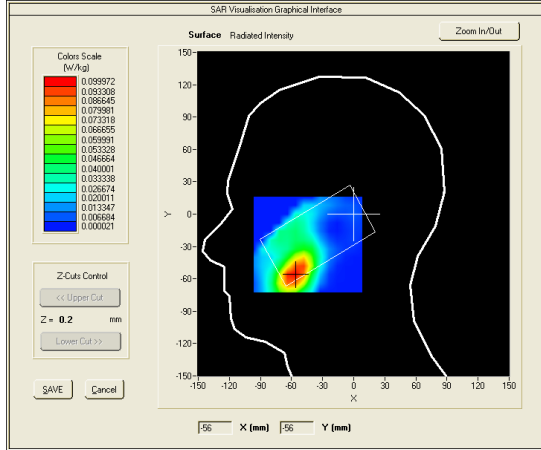 SAR Visualisation Graphical Interface
Surface Radiated Intensity
Zoom In/Out
Colors Scale
(W/kg)
0.099972
0.093308
0.086645
0.079981
0.073318
0.066655
0.059991
0.053328
0.046664
0.040001
0.033338
0.026674
0.020011
0.013347
0.006684
0.000021
Z-Cuts Control
<< Upper Cut
Z = 0.2 mm
Lower Cut >>
SAVE Cancel
150
120
90
60
30
0
-30
-60
-90
-120
-150
Y
-150 -120 -90 -60 -30 0 30 60 90 120 150
X
-56 X (mm) -56 Y (mm)